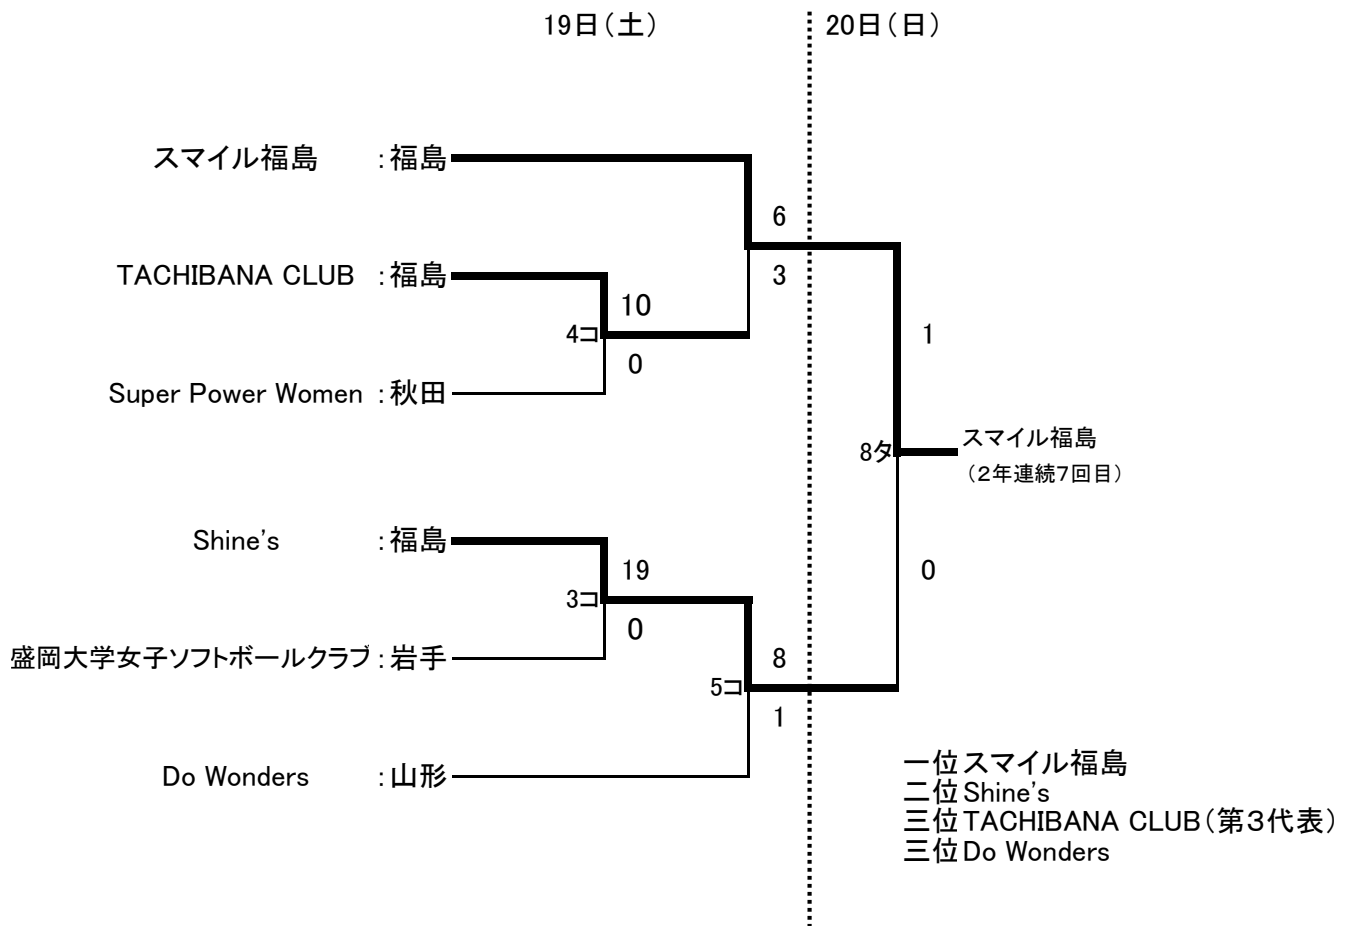 19日（土）
20日（日）
スマイル福島 ：福島
6
TACHIBANA CLUB ：福島
3
10
4コ
1
0
Super Power Women ：秋田
8タ
スマイル福島
（2年連続7回目）
Shine's ：福島
19
0
3コ
0
盛岡大学女子ソフトボールクラブ：岩手
8
5コ
1
Do Wonders ：山形
一位スマイル福島
二位Shine's
三位TACHIBANA CLUB（第3代表）
三位Do Wonders